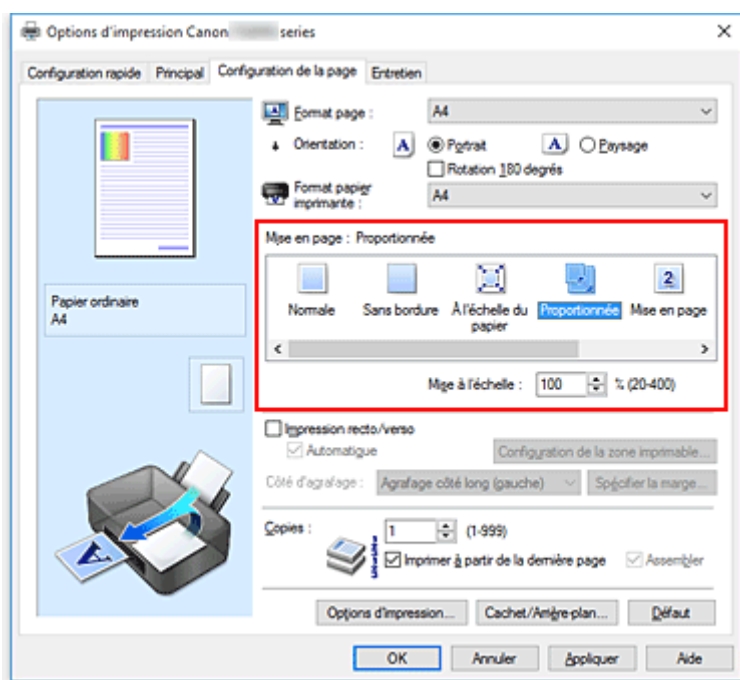 Options d'impression Canon series
Configuration rapide Principal Configuration de la page Entretien
Format page : A4
Orientation : A Portrait A Paysage
Rotation 180 degrés
Format papier
imprimante : A4
Mise en page : Proportionnée
2
Normale Sans bordure À l'échelle du
papier Proportionnée Mise en page
Mise à l'échelle : 100 % (20-400)
Papier ordinaire
A4
Impression recto/verso
Automatique Configuration de la zone imprimable...
Côté d'agrafage : Agrafage côté long (gauche) Spécifier la marge...
Copies : 1 (1-999)
Imprimer à partir de la dernière page Assembler
A
Options d'impression... Cachet/Arrière-plan... Défaut
OK Annuler Appliquer Aide